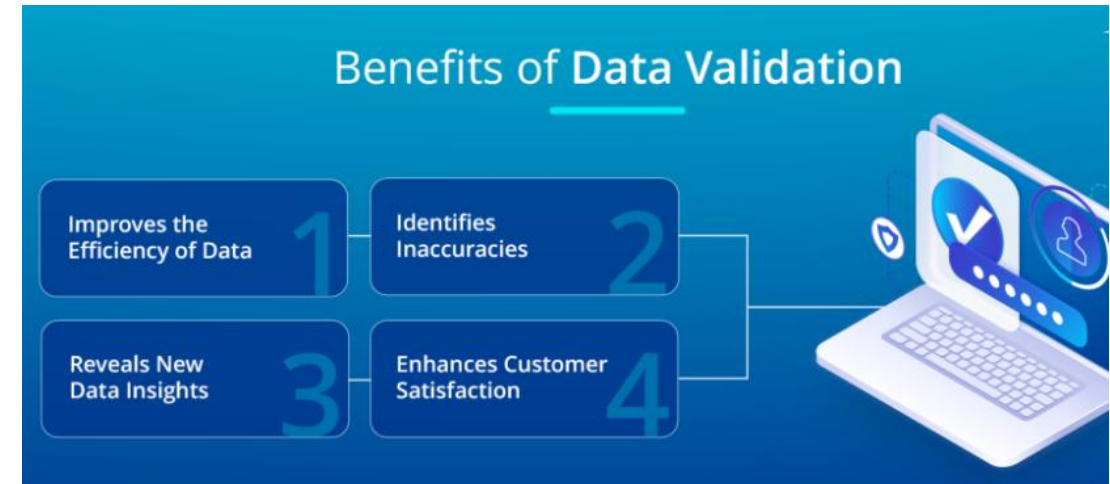 Benefits of Data Validation
Improves the
Efficiency of Data
1
Identifies
Inaccuracies
2
Reveals New
Data Insights
3
Enhances Customer
Satisfaction
4